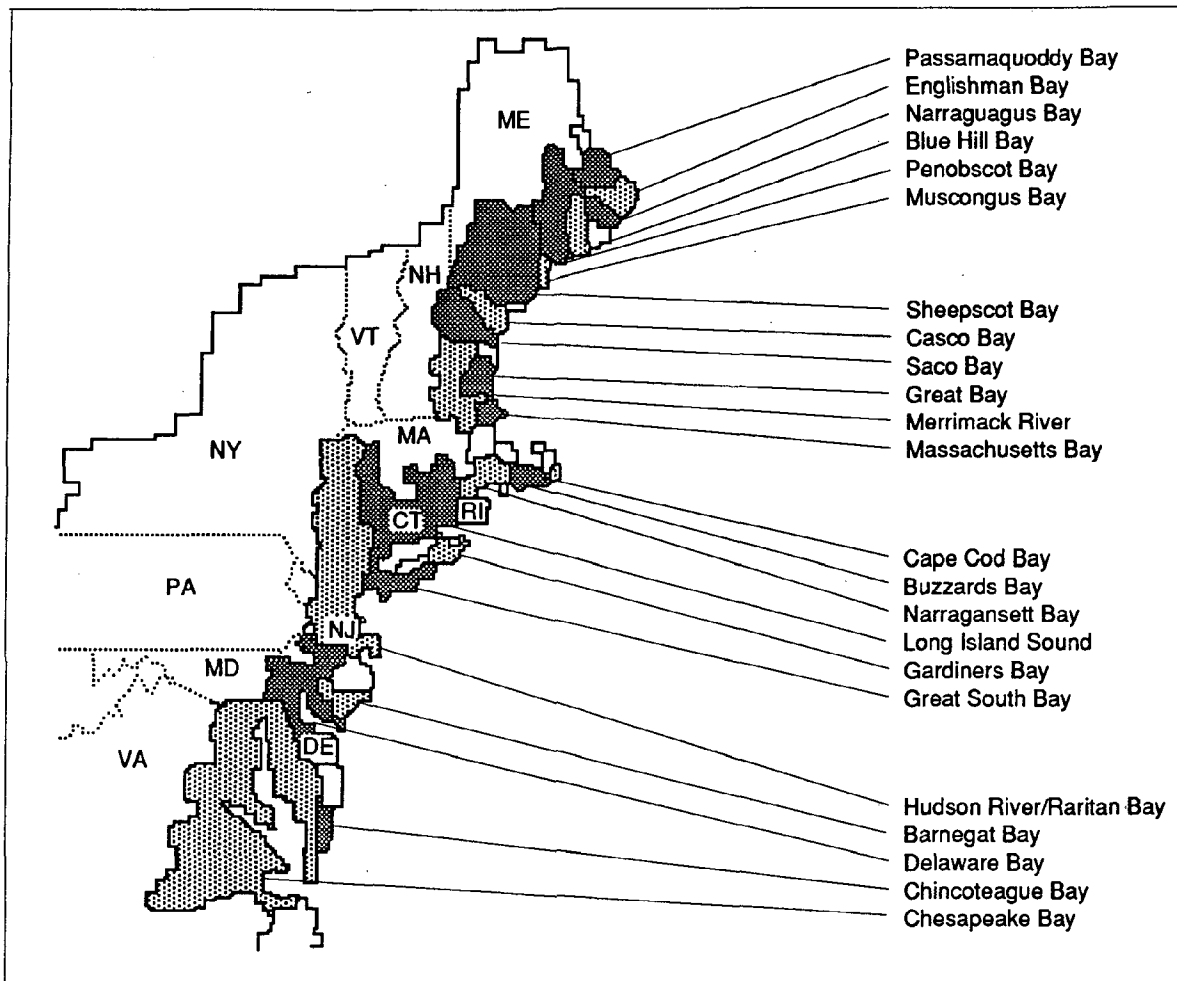 Passamaquoddy Bay
Englishman Bay
Narraguagus Bay
Blue Hill Bay
Penobscot Bay
Muscongus Bay
ME
NH
VT
Sheepscot Bay
Casco Bay
Saco Bay
Great Bay
Merrimack River
Massachusetts Bay
NY
MA
CT
RI
PA
Cape Cod Bay
Buzzards Bay
Narragansett Bay
Long Island Sound
Gardiners Bay
Great South Bay
NJ
MD
VA
DE
Hudson River/Raritan Bay
Barnegat Bay
Delaware Bay
Chincoteague Bay
Chesapeake Bay